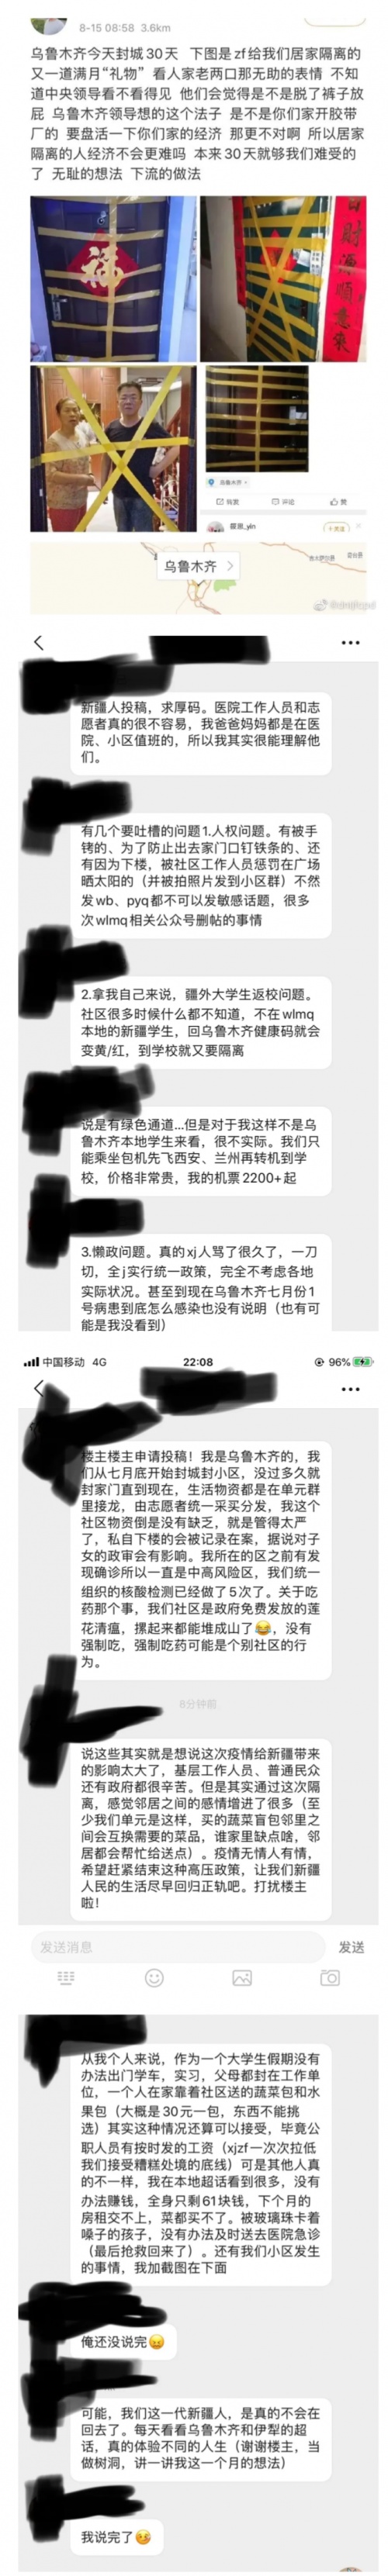 8-15 08:58 3.6km
乌鲁木齐今天封城30天 下图是zf给我们居家隔离的
又一道满月“礼物” 看人家老两口那无助的表情 不知
道中央领导看不看得见 他们会觉得是不是脱了裤子放
屁 乌鲁木齐领导想的这个法子 是不是你们家开胶带
厂的 要盘活一下你们家的经济 那更不对啊 所以居家
隔离的人经济不会更难吗 本来30天就够我们难受的
了 无耻的想法 下流的做法
福
财源顺意来
乌鲁木齐
转发 评论 赞
乌鲁木齐 >
新疆人投稿，求厚码。医院工作人员和志
愿者真的很不容易，我爸爸妈妈都是在医
院、小区值班的，所以我其实很能理解他
们。
有几个要吐槽的问题1.人权问题。有被手
铐的、为了防止出去家门口钉铁条的、还
有因为下楼，被社区工作人员惩罚在广场
晒太阳的（并被拍照片发到小区群）不然
发wb、pyq都不可以发敏感话题，很多
次wlmq相关公众号删帖的事情
2.拿我自己来说，疆外大学生返校问题。
社区很多时候什么都不知道，不在wlmq
本地的新疆学生，回乌鲁木齐健康码就会
变黄/红，到学校就又要隔离
说是有绿色通道...但是对于我这样不是乌
鲁木齐本地学生来看，很不实际。我们只
能乘坐包机先飞西安、兰州再转机到学
校，价格非常贵，我的机票2200+起
3.懒政问题。真的xj人骂了很久了，一刀
切，全j实行统一政策，完全不考虑各地
实际状况。甚至到现在乌鲁木齐七月份1
号病患到底怎么感染也没有说明（也有可
能是我没看到）
中国移动 4G 22:08 96%
楼主楼主申请投稿！我是乌鲁木齐的，我
们从七月底开始封城封小区，没过多久就
封家门直到现在，生活物资都是在单元群
里接龙，由志愿者统一采买分发，我这个
社区物资倒是没有缺乏，就是管得太严
了，私自下楼的会被记录在案，据说对子
女的政审会有影响。我所在的区之前有发
现确诊所以一直是中高风险区，我们统一
组织的核酸检测已经做了5次了。关于吃
药那个事，我们社区是政府免费发放的莲
花清瘟，摞起来都能堆成山了😂，没有
强制吃，强制吃药可能是个别社区的行
为。
8分钟前
说这些其实就是想说这次疫情给新疆带来
的影响太大了，基层工作人员、普通民众
还有政府都很辛苦。但是其实通过这次隔
离，感觉邻居之间的感情增进了很多（至
少我们单元是这样，买的蔬菜盲包邻里之
间会互换需要的菜品，谁家里缺点啥，邻
居都会帮忙给送点）。疫情无情人有情，
希望赶紧结束这种高压政策，让我们新疆
人民的生活尽早回归正轨吧。打扰楼主
啦！
发送消息 发送
从我个人来说，作为一个大学生假期没有
办法出门学车，实习，父母都封在工作单
位，一个人在家靠着社区送的蔬菜包和水
果包（大概是30元一包，东西不能挑
选）其实这种情况还算可以接受，毕竟公
职人员有按时发的工资（xjzf一次次拉低
我们接受糟糕处境的底线）可是其他人真
的不一样，我在本地超话看到很多，没有
办法赚钱，全身只剩61块钱，下个月的
房租交不上，菜都买不了。被玻璃珠卡着
嗓子的孩子，没有办法及时送去医院急诊
（最后抢救回来了）。还有我们小区发生
的事情，我加截图在下面
俺还没说完😠
可能，我们这一代新疆人，是真的不会在
回去了。每天看看乌鲁木齐和伊犁的超
话，真的体验不同的人生（谢谢楼主，当
做树洞，讲一讲我这一个月的想法）
我说完了😢